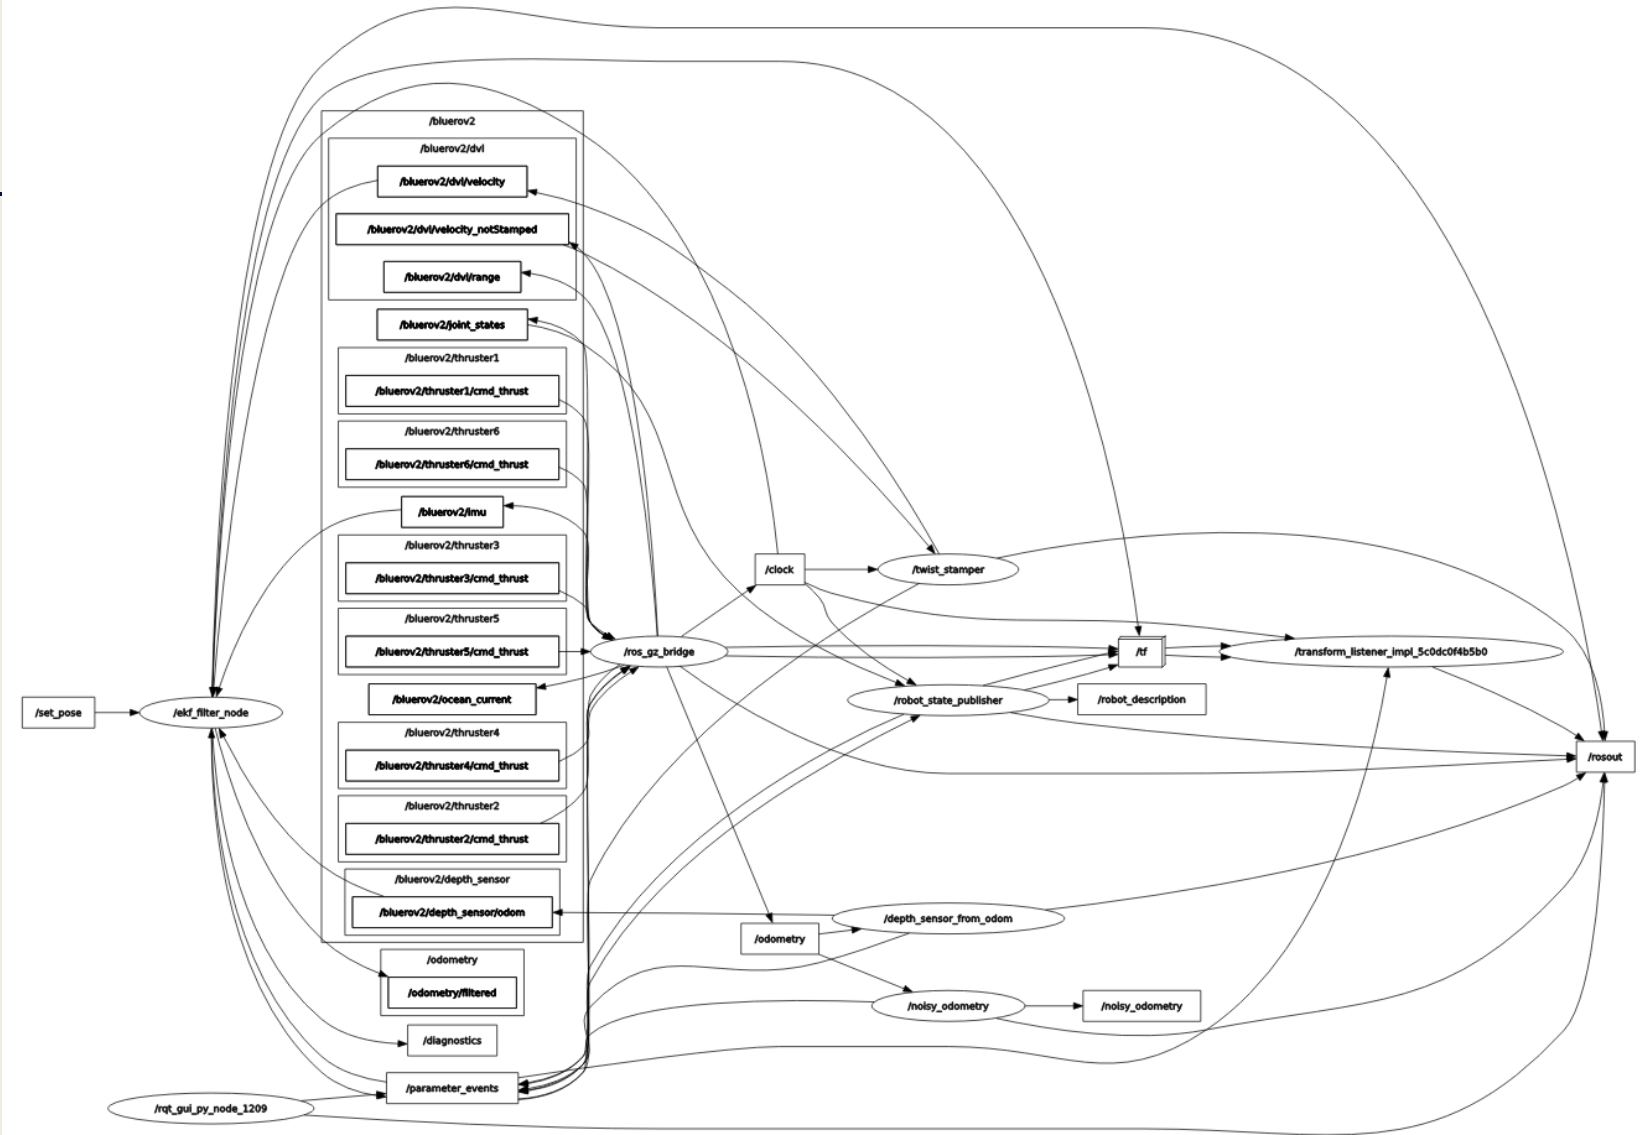 /bluerov2
/bluerov2/dvl
/bluerov2/dvl/velocity
/bluerov2/dvl/velocity_notStamped
/bluerov2/dvl/range
/bluerov2/joint_states
/bluerov2/thruster1
/bluerov2/thruster1/cmd_thrust
/bluerov2/thruster6
/bluerov2/thruster6/cmd_thrust
/bluerov2/imu
/bluerov2/thruster3
/bluerov2/thruster3/cmd_thrust
/bluerov2/thruster5
/bluerov2/thruster5/cmd_thrust
/bluerov2/ocean_current
/bluerov2/thruster4
/bluerov2/thruster4/cmd_thrust
/bluerov2/thruster2
/bluerov2/thruster2/cmd_thrust
/bluerov2/depth_sensor
/bluerov2/depth_sensor/odom
/odometry
/odometry/filtered
/diagnostics
/parameter_events
/set_pose
/ekf_filter_node
/rqt_gui_py_node_1209
/ros_gz_bridge
/clock
/twist_stamper
/tf
/transform_listener_impl_5c0dc0f4b5b0
/robot_state_publisher
/robot_description
/rosout
/odometry
/depth_sensor_from_odom
/noisy_odometry
/noisy_odometry